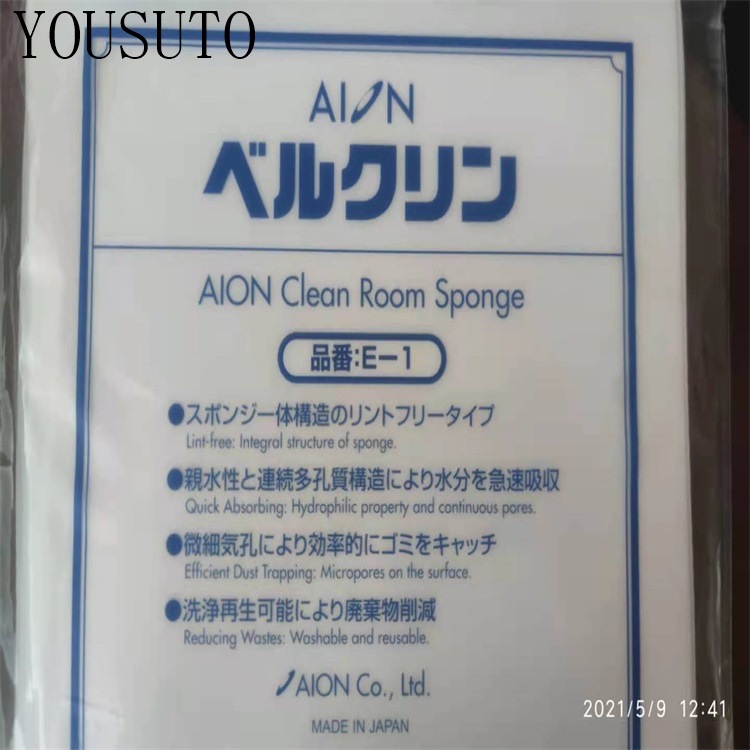 YOUSUTO
AION
ベルクリン
AION Clean Room Sponge
品番:E-1
●スポンジ一体構造のリントフリータイプ
Lint-free: Integral structure of sponge.
●親水性と連続多孔質構造により水分を急速吸収
Quick Absorbing: Hydrophilic property and continuous pores.
●微細気孔により効率的にゴミをキャッチ
Efficient Dust Trapping: Micropores on the surface.
●洗浄再生可能により廃棄物削減
Reducing Wastes: Washable and reusable.
AION Co., Ltd.
MADE IN JAPAN
2021/5/9 12:41